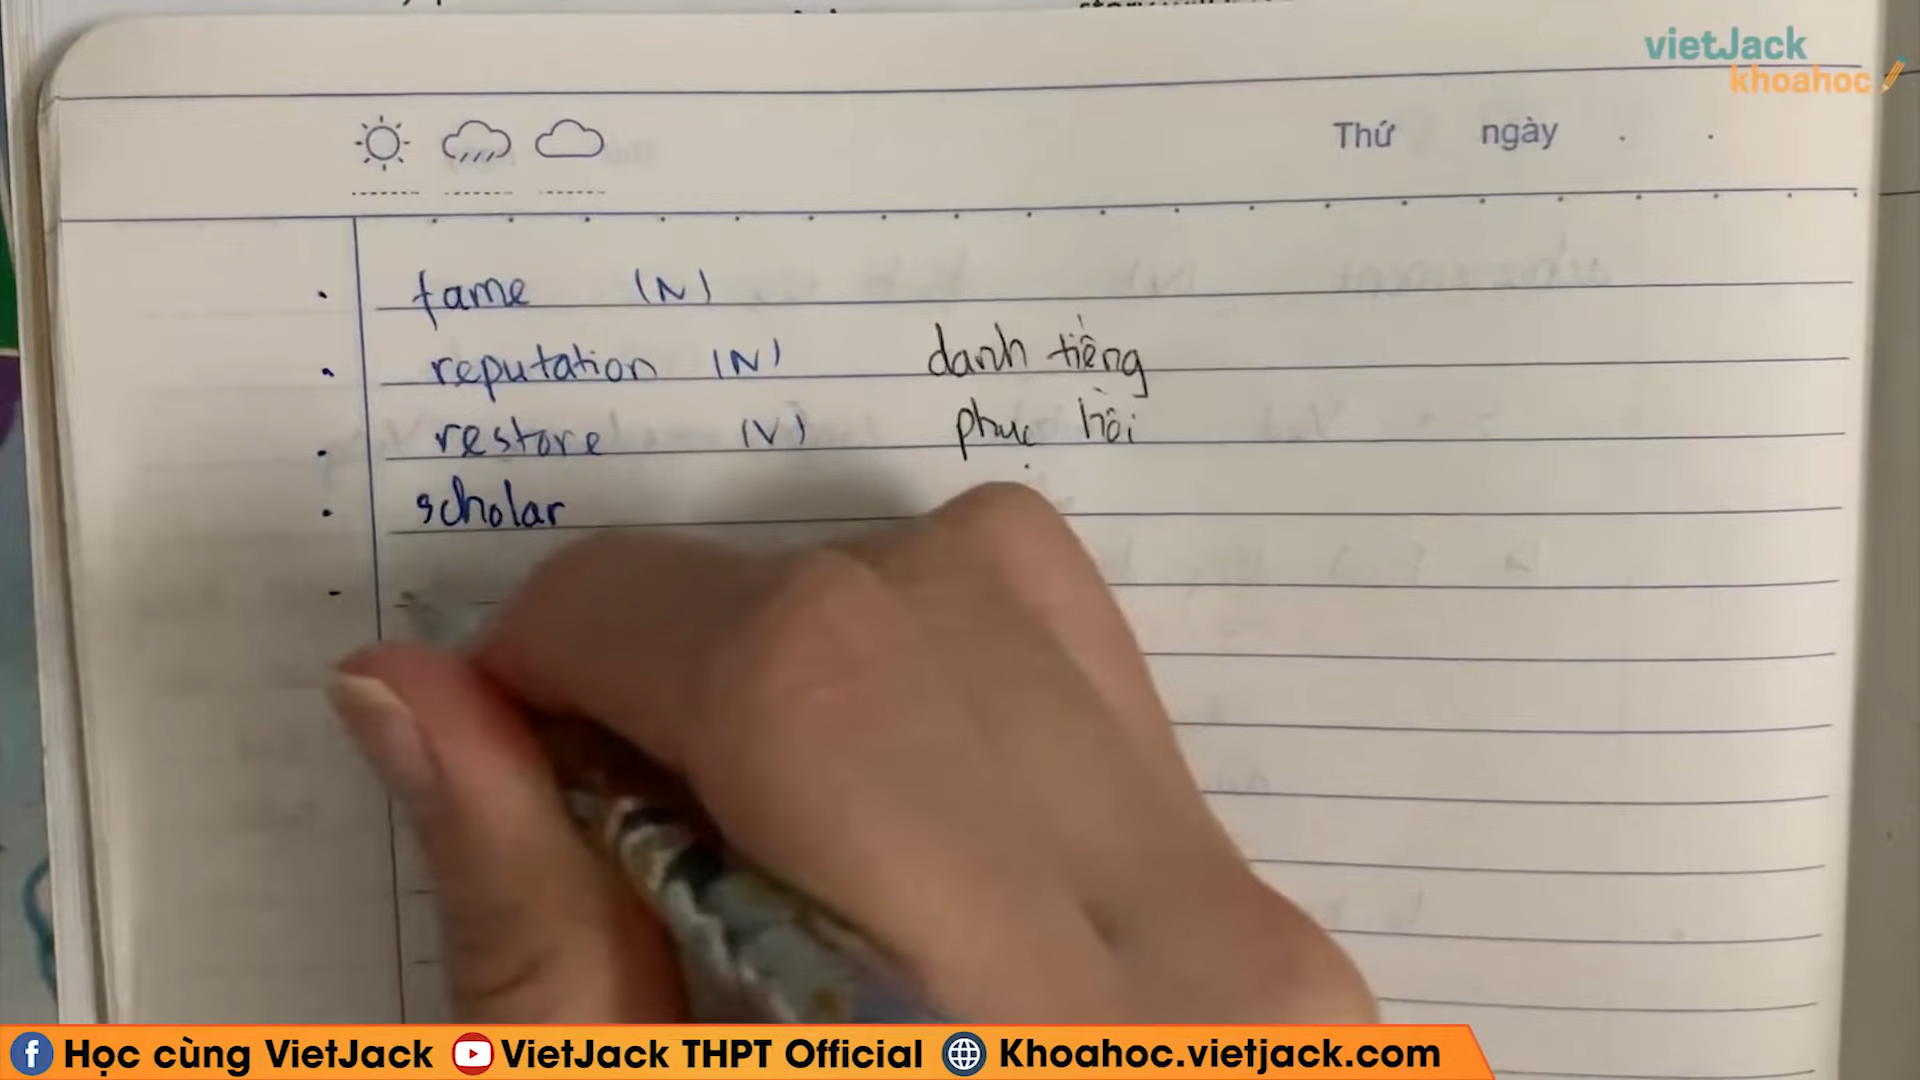 vietJack
khoahoc
Thứ ngày . .
fame (N)
reputation (N) danh tiếng
restore (V) phục hồi
scholar
Học cùng VietJack VietJack THPT Official Khoahoc.vietjack.com